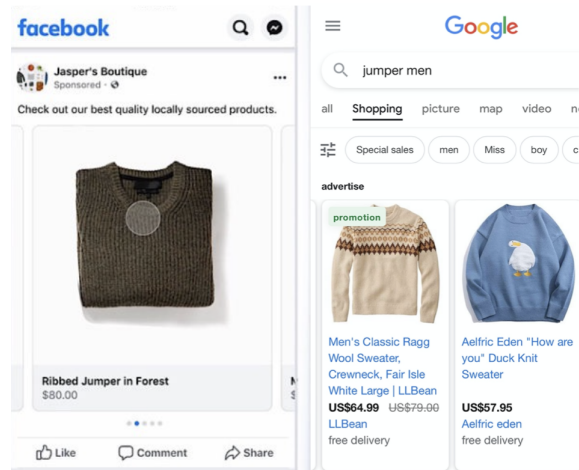 facebook
Jasper's Boutique
Sponsored ·
Check out our best quality locally sourced products.
Ribbed Jumper in Forest
$80.00
Like
Comment
Share
Google
jumper men
all
Shopping
picture
map
video
Special sales
men
Miss
boy
advertise
promotion
Men's Classic Ragg
Wool Sweater,
Crewneck, Fair Isle
White Large | LLBean
US$64.99 US$79.00
LLBean
free delivery
Aelfric Eden "How are
you" Duck Knit
Sweater
US$57.95
Aelfric eden
free delivery